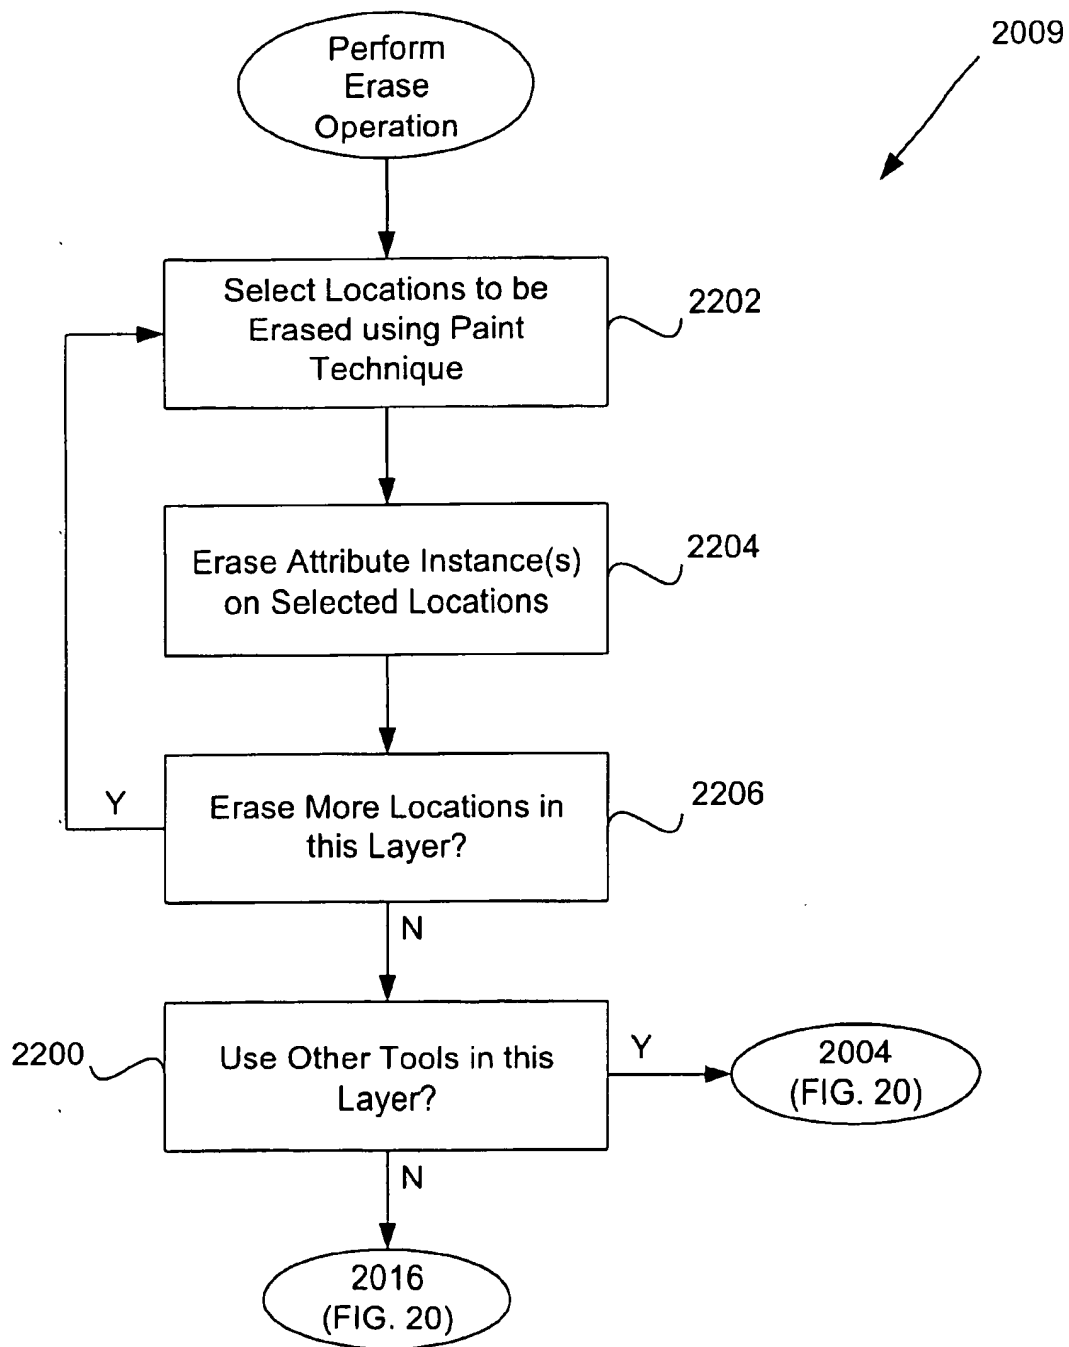 Perform
Erase
Operation
2009
Select Locations to be
Erased using Paint
Technique
2202
Erase Attribute Instance(s)
on Selected Locations
2204
Erase More Locations in
this Layer?
2206
Y
N
2200
Use Other Tools in this
Layer?
Y
2004
(FIG. 20)
N
2016
(FIG. 20)